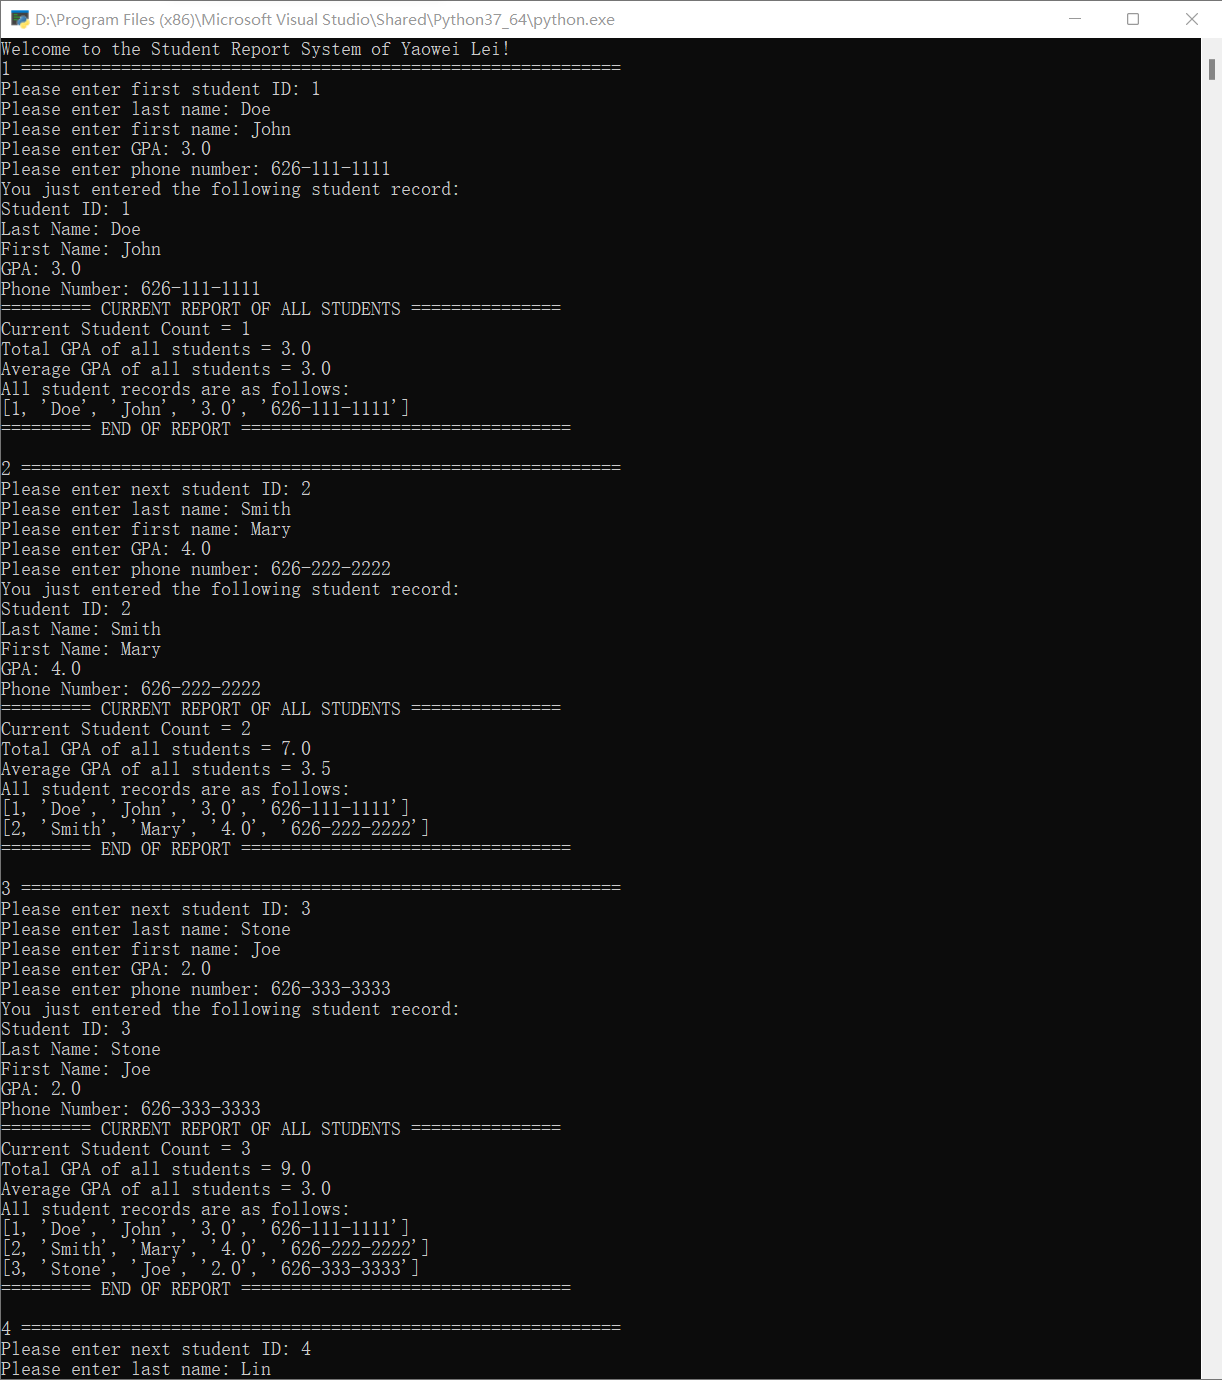 D:\Program Files (x86)\Microsoft Visual Studio\Shared\Python37_64\python.exe
Welcome to the Student Report System of Yaowei Lei!
1 ============================================================
Please enter first student ID: 1
Please enter last name: Doe
Please enter first name: John
Please enter GPA: 3.0
Please enter phone number: 626-111-1111
You just entered the following student record:
Student ID: 1
Last Name: Doe
First Name: John
GPA: 3.0
Phone Number: 626-111-1111
========= CURRENT REPORT OF ALL STUDENTS ===============
Current Student Count = 1
Total GPA of all students = 3.0
Average GPA of all students = 3.0
All student records are as follows:
[1, 'Doe', 'John', '3.0', '626-111-1111']
========= END OF REPORT =================================
2 ============================================================
Please enter next student ID: 2
Please enter last name: Smith
Please enter first name: Mary
Please enter GPA: 4.0
Please enter phone number: 626-222-2222
You just entered the following student record:
Student ID: 2
Last Name: Smith
First Name: Mary
GPA: 4.0
Phone Number: 626-222-2222
========= CURRENT REPORT OF ALL STUDENTS ===============
Current Student Count = 2
Total GPA of all students = 7.0
Average GPA of all students = 3.5
All student records are as follows:
[1, 'Doe', 'John', '3.0', '626-111-1111']
[2, 'Smith', 'Mary', '4.0', '626-222-2222']
========= END OF REPORT =================================
3 ============================================================
Please enter next student ID: 3
Please enter last name: Stone
Please enter first name: Joe
Please enter GPA: 2.0
Please enter phone number: 626-333-3333
You just entered the following student record:
Student ID: 3
Last Name: Stone
First Name: Joe
GPA: 2.0
Phone Number: 626-333-3333
========= CURRENT REPORT OF ALL STUDENTS ===============
Current Student Count = 3
Total GPA of all students = 9.0
Average GPA of all students = 3.0
All student records are as follows:
[1, 'Doe', 'John', '3.0', '626-111-1111']
[2, 'Smith', 'Mary', '4.0', '626-222-2222']
[3, 'Stone', 'Joe', '2.0', '626-333-3333']
========= END OF REPORT =================================
4 ============================================================
Please enter next student ID: 4
Please enter last name: Lin